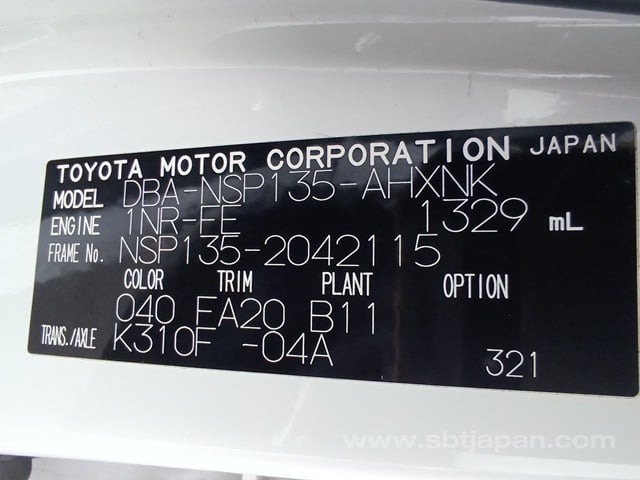 TOYOTA MOTOR CORPORATION JAPAN
MODEL DBA-NSP135-AHXNK
ENGINE 1NR-FE 1329 mL
FRAME No. NSP135-2042115
COLOR TRIM PLANT OPTION
040 FA20 B11
TRANS./AXLE K310F -04A
321
www.sbtjapan.com